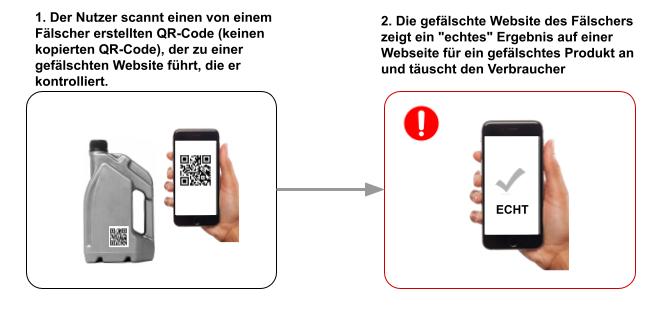 1. Der Nutzer scannt einen von einem
Fälscher erstellten QR-Code (keinen
kopierten QR-Code), der zu einer
gefälschten Website führt, die er
kontrolliert.
2. Die gefälschte Website des Fälschers
zeigt ein "echtes" Ergebnis auf einer
Webseite für ein gefälschtes Produkt an
und täuscht den Verbraucher
ECHT